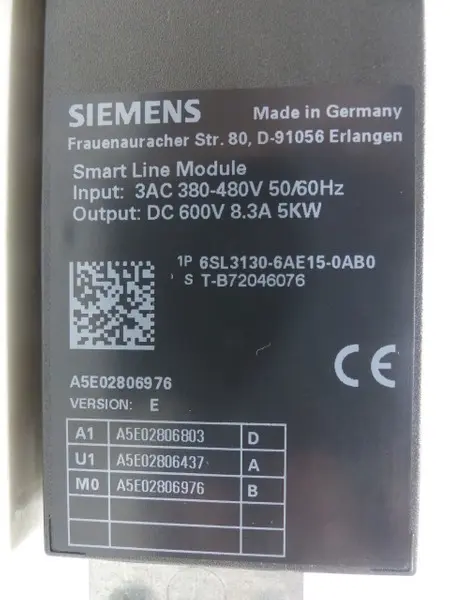 SIEMENS Made in Germany
Frauenauracher Str. 80, D-91056 Erlangen
Smart Line Module
Input: 3AC 380-480V 50/60Hz
Output: DC 600V 8.3A 5KW
1P 6SL3130-6AE15-0AB0
S T-B72046076
CE
A5E02806976
VERSION: E
A1 A5E02806803 D
U1 A5E02806437 A
M0 A5E02806976 B